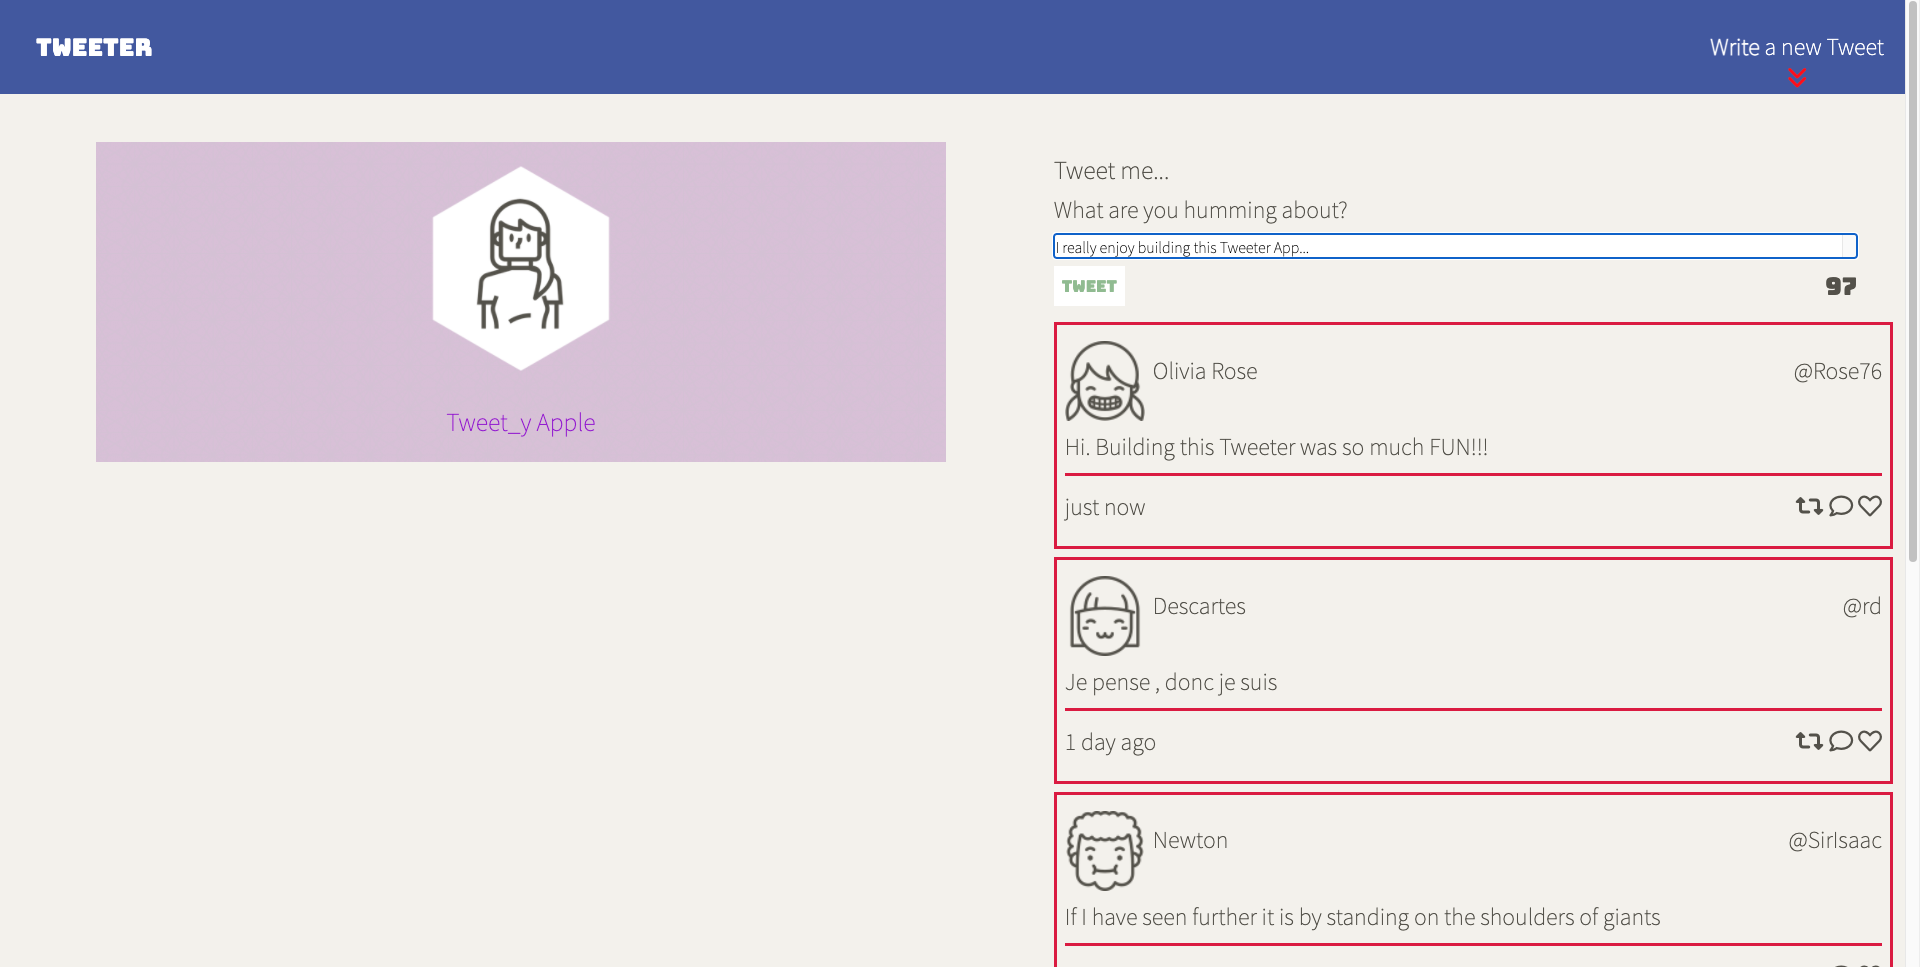 TWEETER
Write a new Tweet
Tweet_y Apple
Tweet me...
What are you humming about?
I really enjoy building this Tweeter App...
TWEET
97
Olivia Rose
@Rose76
Hi. Building this Tweeter was so much FUN!!!
just now
Descartes
@rd
Je pense , donc je suis
1 day ago
Newton
@SirIsaac
If I have seen further it is by standing on the shoulders of giants